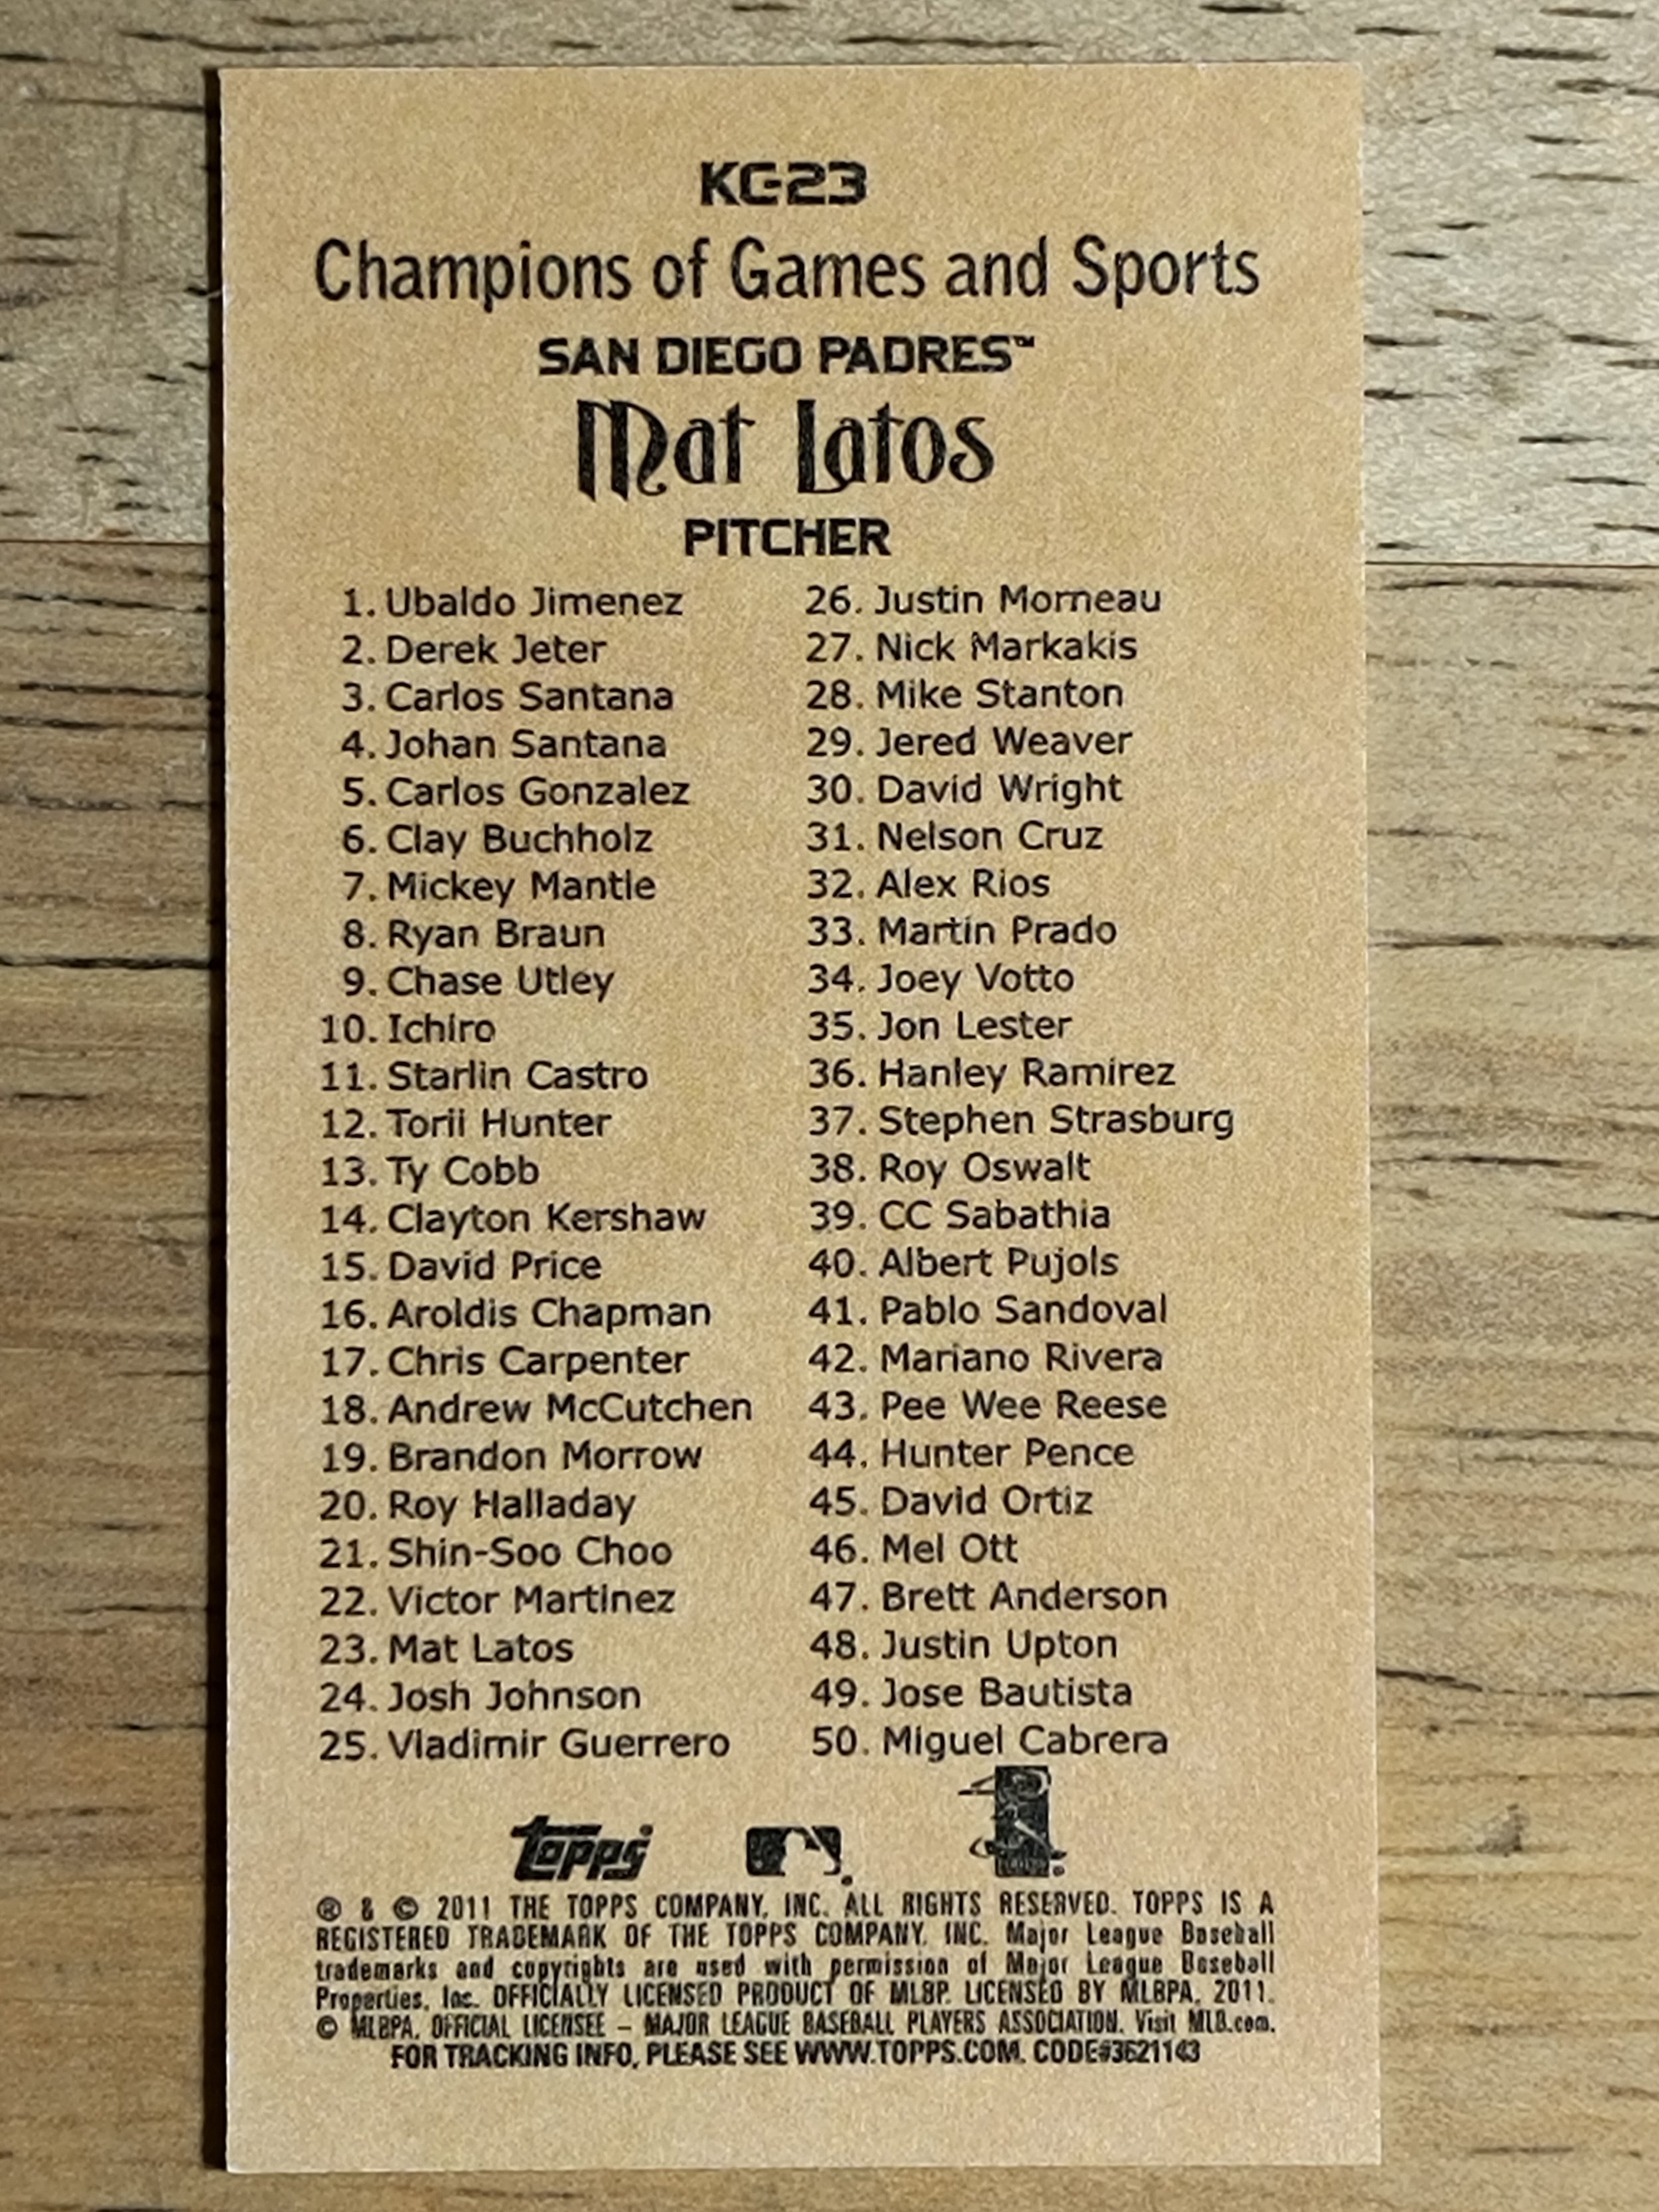 KC-23
Champions of Games and Sports
SAN DIEGO PADRES™
Mat Latos
PITCHER
1. Ubaldo Jimenez
2. Derek Jeter
3. Carlos Santana
4. Johan Santana
5. Carlos Gonzalez
6. Clay Buchholz
7. Mickey Mantle
8. Ryan Braun
9. Chase Utley
10. Ichiro
11. Starlin Castro
12. Torii Hunter
13. Ty Cobb
14. Clayton Kershaw
15. David Price
16. Aroldis Chapman
17. Chris Carpenter
18. Andrew McCutchen
19. Brandon Morrow
20. Roy Halladay
21. Shin-Soo Choo
22. Victor Martinez
23. Mat Latos
24. Josh Johnson
25. Vladimir Guerrero
26. Justin Morneau
27. Nick Markakis
28. Mike Stanton
29. Jered Weaver
30. David Wright
31. Nelson Cruz
32. Alex Rios
33. Martin Prado
34. Joey Votto
35. Jon Lester
36. Hanley Ramirez
37. Stephen Strasburg
38. Roy Oswalt
39. CC Sabathia
40. Albert Pujols
41. Pablo Sandoval
42. Mariano Rivera
43. Pee Wee Reese
44. Hunter Pence
45. David Ortiz
46. Mel Ott
47. Brett Anderson
48. Justin Upton
49. Jose Bautista
50. Miguel Cabrera
topps
® & © 2011 THE TOPPS COMPANY, INC. ALL RIGHTS RESERVED. TOPPS IS A
REGISTERED TRADEMARK OF THE TOPPS COMPANY, INC. Major League Baseball
trademarks and copyrights are used with permission of Major League Baseball
Properties, Inc. OFFICIALLY LICENSED PRODUCT OF MLBP. LICENSED BY MLBPA, 2011.
© MLBPA. OFFICIAL LICENSEE – MAJOR LEAGUE BASEBALL PLAYERS ASSOCIATION. Visit MLB.com.
FOR TRACKING INFO, PLEASE SEE WWW.TOPPS.COM. CODE#3621143